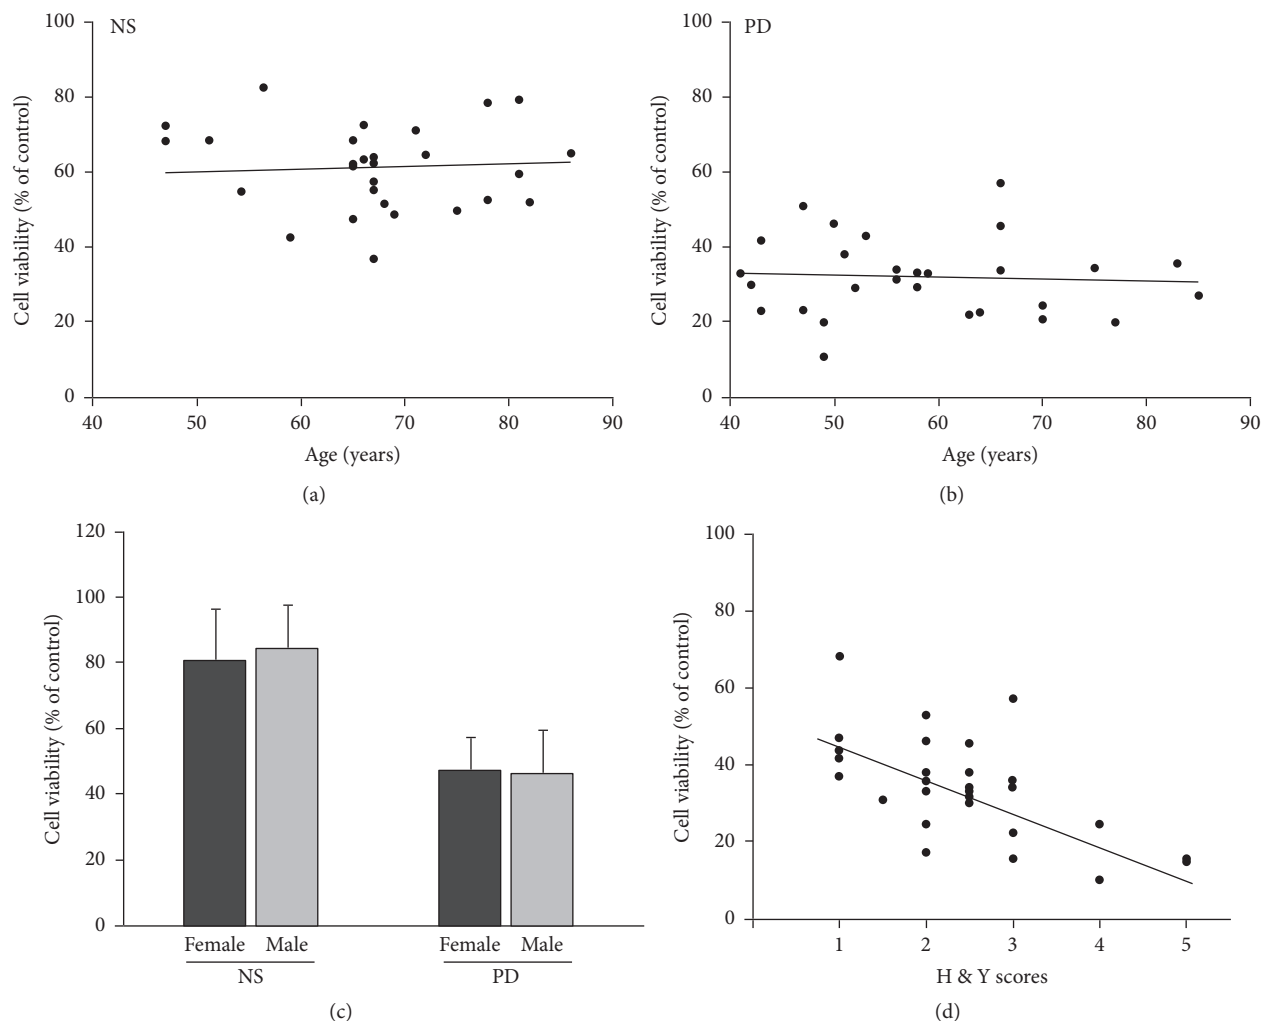 NS
100
80
60
40
20
0
Cell viability (% of control)
40 50 60 70 80 90
Age (years)
(a)
PD
100
80
60
40
20
0
Cell viability (% of control)
40 50 60 70 80 90
Age (years)
(b)
120
100
80
60
40
20
0
Cell viability (% of control)
Female Male Female Male
NS PD
(c)
100
80
60
40
20
0
Cell viability (% of control)
1 2 3 4 5
H & Y scores
(d)